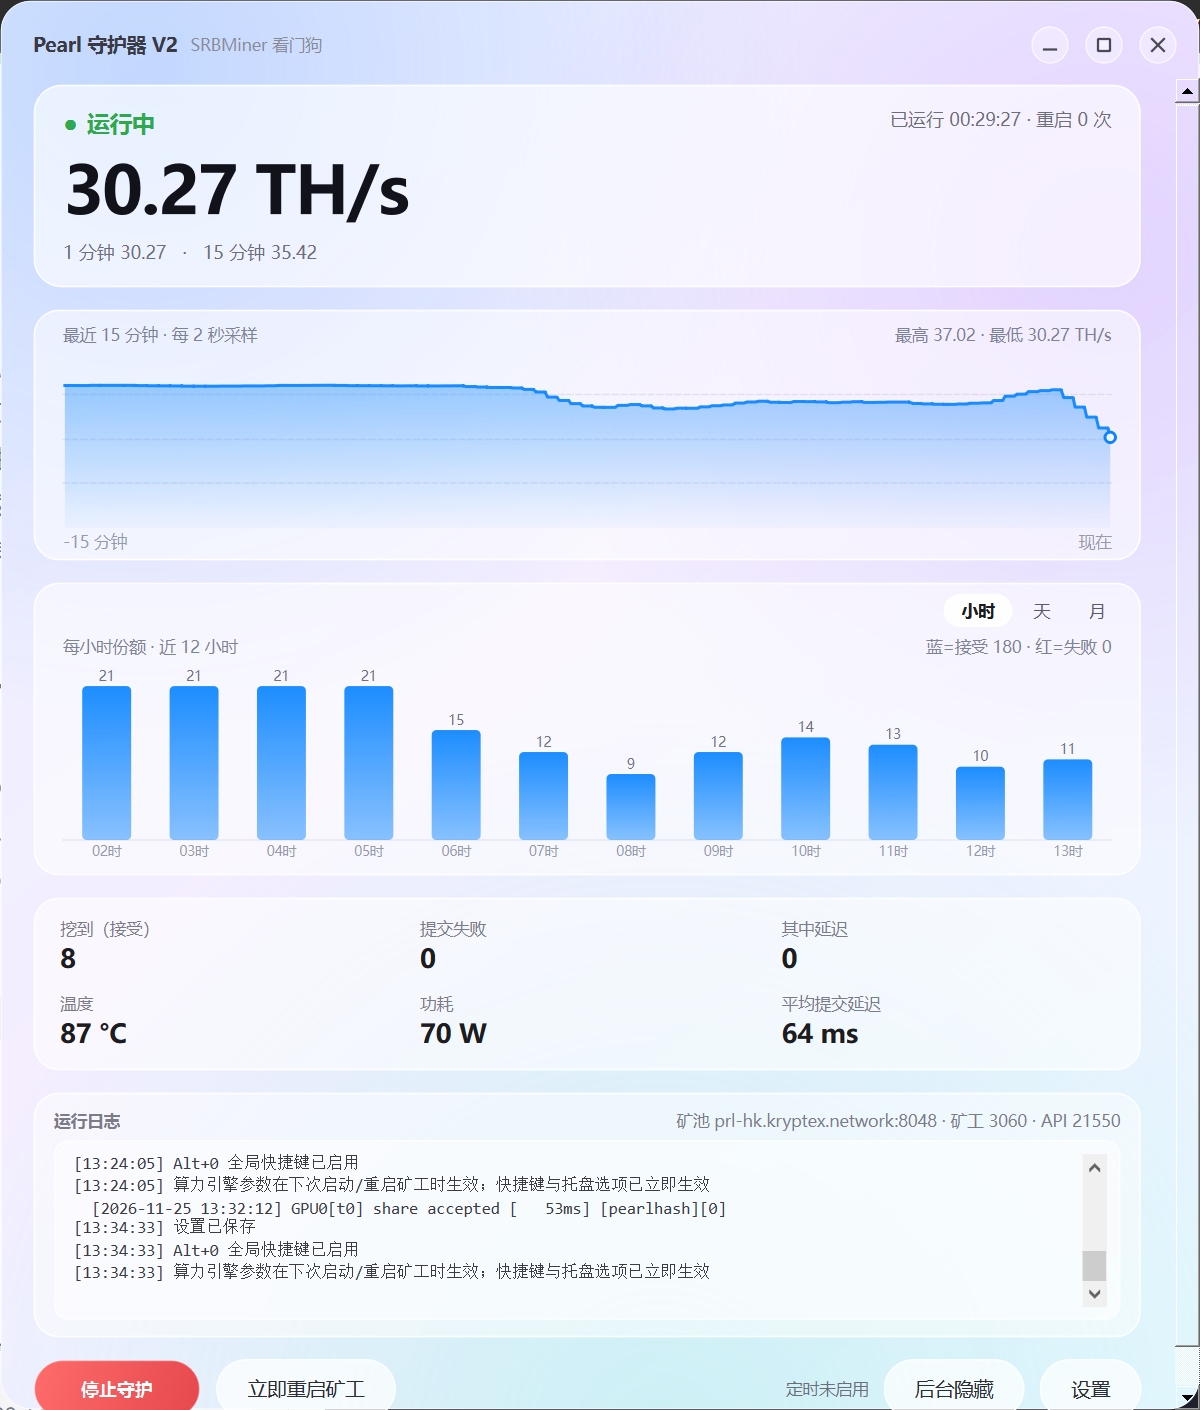 Pearl 守护器 V2 SRBMiner 看门狗
● 运行中
已运行 00:29:27 · 重启 0 次
30.27 TH/s
1 分钟 30.27 · 15 分钟 35.42
最近 15 分钟 · 每 2 秒采样
最高 37.02 · 最低 30.27 TH/s
-15 分钟
现在
小时 天 月
每小时份额 · 近 12 小时
蓝=接受 180 · 红=失败 0
21 21 21 21 15 12 9 12 14 13 10 11
02时 03时 04时 05时 06时 07时 08时 09时 10时 11时 12时 13时
挖到（接受） 提交失败 其中延迟
8 0 0
温度 功耗 平均提交延迟
87 °C 70 W 64 ms
运行日志
矿池 prl-hk.kryptex.network:8048 · 矿工 3060 · API 21550
[13:24:05] Alt+0 全局快捷键已启用
[13:24:05] 算力引擎参数在下次启动/重启矿工时生效；快捷键与托盘选项已立即生效
[2026-11-25 13:32:12] GPU0[t0] share accepted [   53ms] [pearlhash][0]
[13:34:33] 设置已保存
[13:34:33] Alt+0 全局快捷键已启用
[13:34:33] 算力引擎参数在下次启动/重启矿工时生效；快捷键与托盘选项已立即生效
停止守护 立即重启矿工 定时未启用 后台隐藏 设置